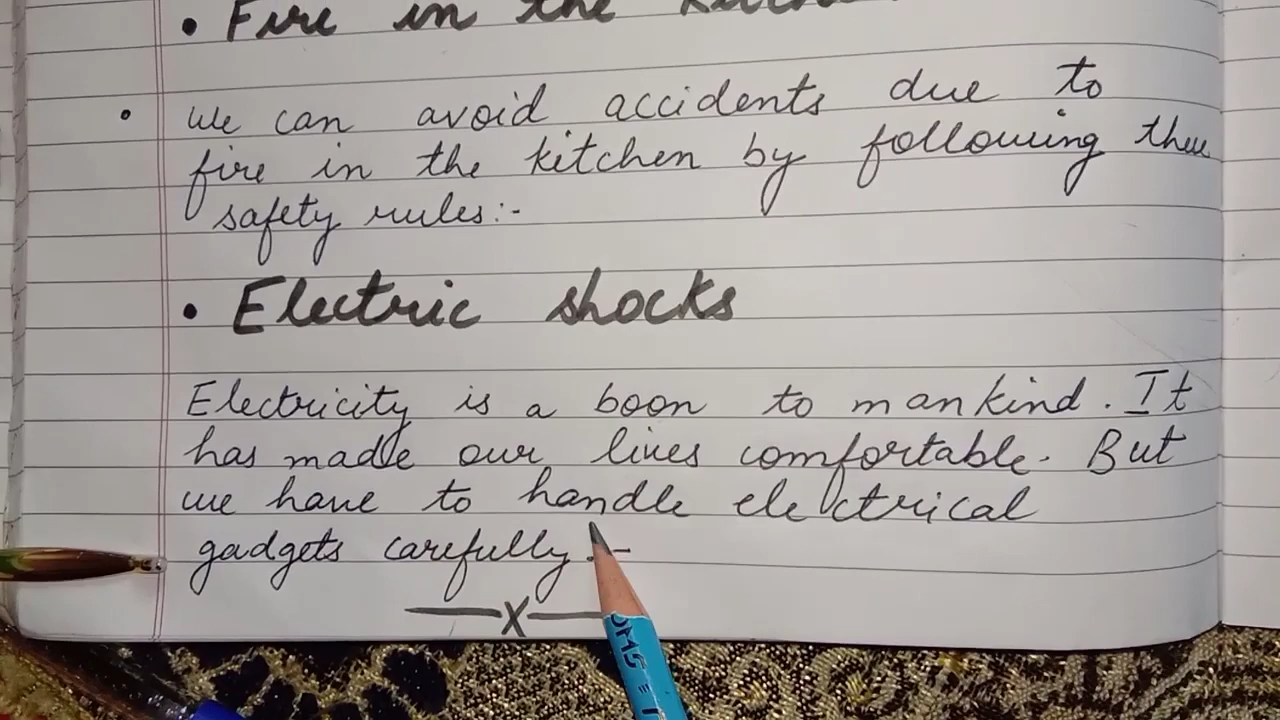 • Fire in the kitchen
• We can avoid accidents due to
fire in the kitchen by following these
safety rules:-
• Electric shocks
Electricity is a boon to mankind. It
has made our lives comfortable. But
we have to handle electrical
gadgets carefully:-
—x—
DMS